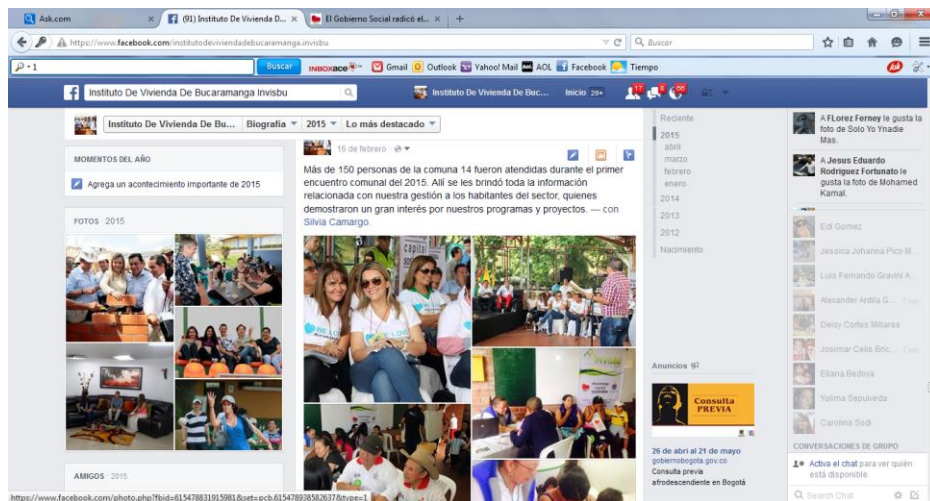 Ask.com
(91) Instituto De Vivienda D...
El Gobierno Social radicó el...
https://www.facebook.com/institutodeviviendadebucaramanga.invisbu
Buscar
1
Buscar
INBOXACE
Gmail
Outlook
Yahoo! Mail
AOL
Facebook
Tiempo
Instituto De Vivienda De Bucaramanga Invisbu
Instituto De Vivienda De Buc...
Inicio 20+
17
8
66
Instituto De Vivienda De Bu...
Biografía
2015
Lo más destacado
MOMENTOS DEL AÑO
Agrega un acontecimiento importante de 2015
FOTOS · 2015
AMIGOS · 2015
16 de febrero
Más de 150 personas de la comuna 14 fueron atendidas durante el primer
encuentro comunal del 2015. Allí se les brindó toda la información
relacionada con nuestra gestión a los habitantes del sector, quienes
demostraron un gran interés por nuestros programas y proyectos. — con
Silvia Camargo.
capital
WE LOVE
Reciente
2015
abril
marzo
febrero
enero
2014
2013
2012
Nacimiento
Anuncios
Consulta
PREVIA
26 de abri al 21 de mayo
gobiernobogota.gov.co
Consulta previa
afrodescendiente en Bogotá
A FLorez Ferney le gusta la
foto de Solo Yo Ynadie
Mas.
A Jesus Eduardo
Rodriguez Fortunato le
gusta la foto de Mohamed
Kamal.
Edi Gomez
Jessica Johanna Pico M...
Luis Fernando Gravini A...
Alexander Ardila G...
Deisy Cortes Millares
Josimar Celis Bric...
Eliana Bedoya
Yolima Sepulveda
Carolina Sodi
CONVERSACIONES DE GRUPO
Activa el chat para ver quién
está disponible.
Search Chat
https://www.facebook.com/photo.php?fbid=615478831915981&set=pcb.615478938582637&type=1